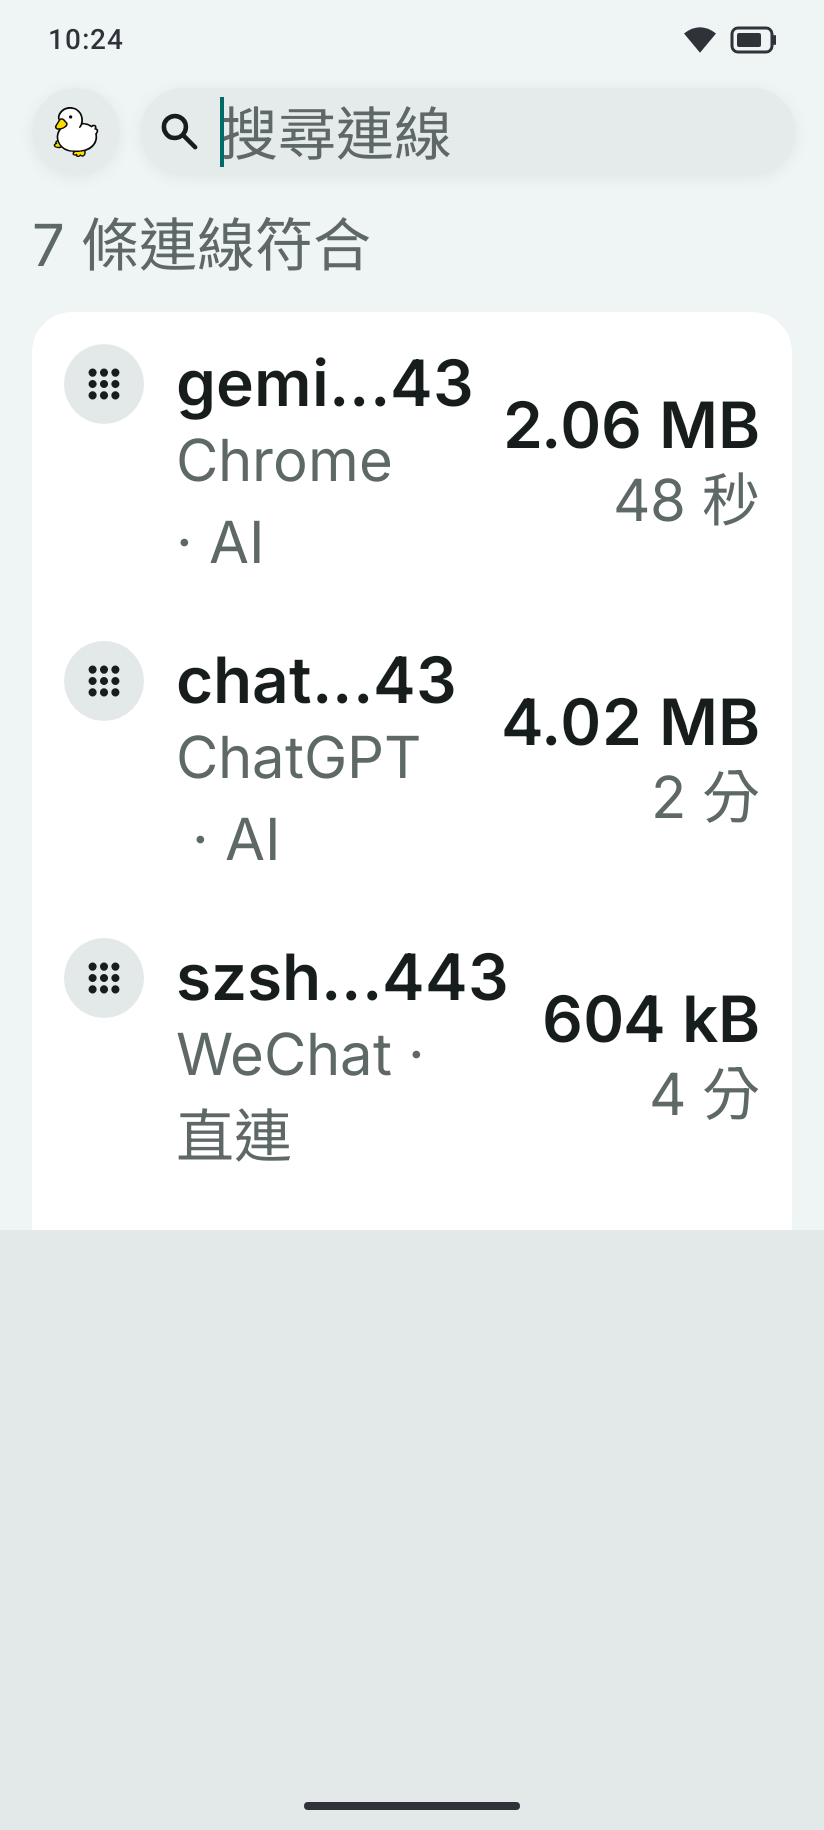 10:24
搜尋連線
7 條連線符合
gemi...43
2.06 MB
Chrome
48 秒
· AI
chat...43
4.02 MB
ChatGPT
2 分
· AI
szsh...443
604 kB
WeChat ·
4 分
直連